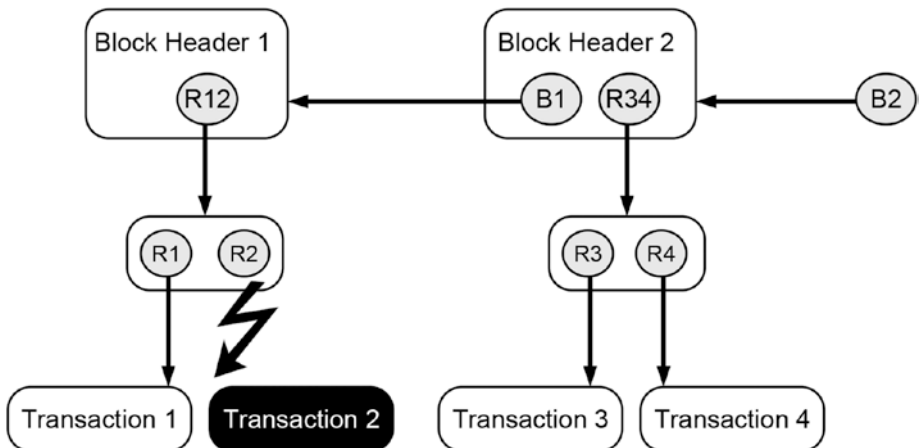 Block Header 1
Block Header 2
R12
B1
R34
B2
R1
R2
R3
R4
Transaction 1
Transaction 2
Transaction 3
Transaction 4